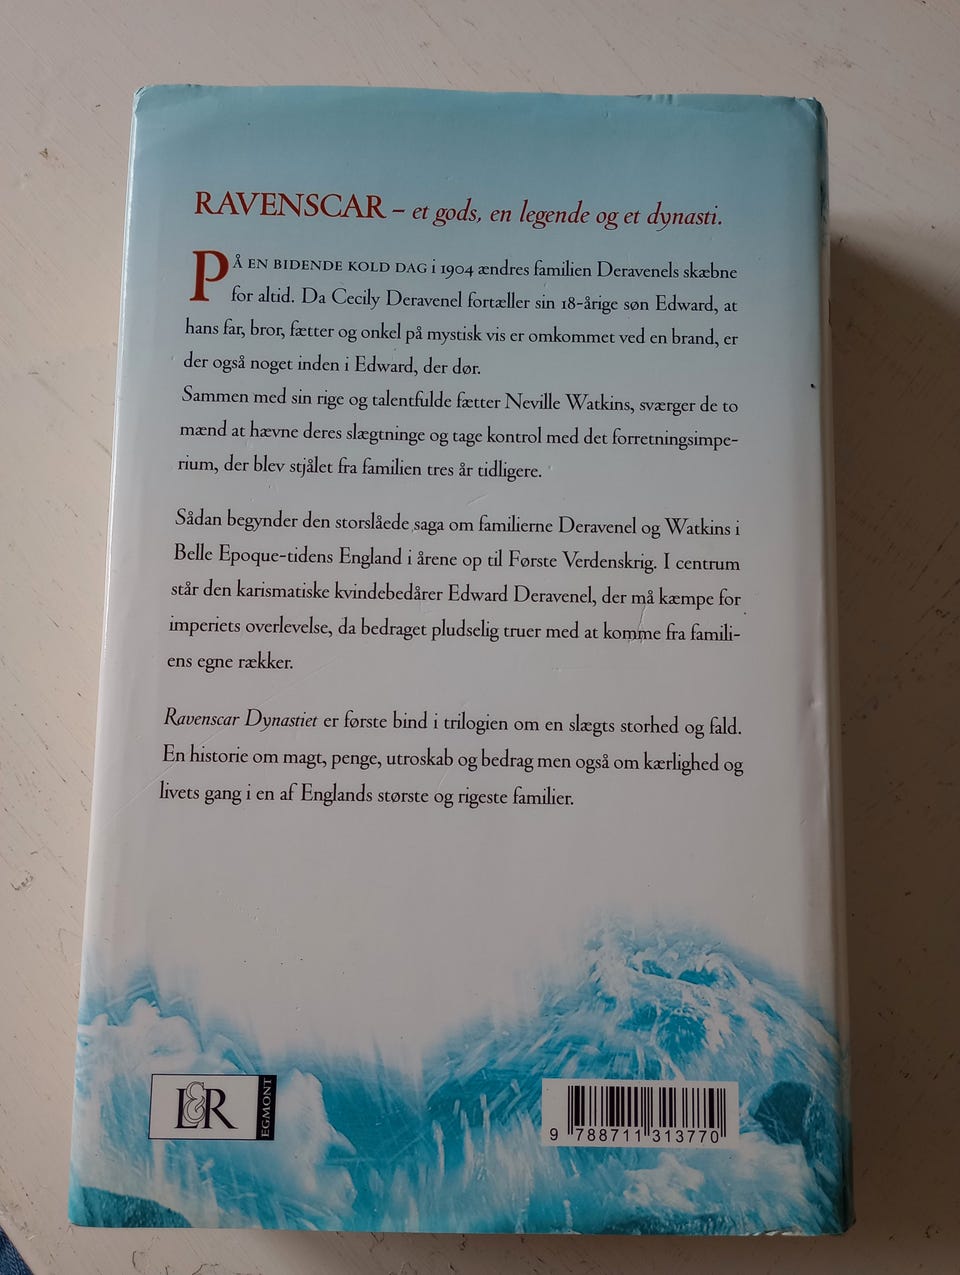 RAVENSCAR – et gods, en legende og et dynasti.
PÅ EN BIDENDE KOLD DAG i 1904 ændres familien Deravenels skæbne
for altid. Da Cecily Deravenel fortæller sin 18-årige søn Edward, at
hans far, bror, fætter og onkel på mystisk vis er omkommet ved en brand, er
der også noget inden i Edward, der dør.
Sammen med sin rige og talentfulde fætter Neville Watkins, sværger de to
mænd at hævne deres slægtninge og tage kontrol med det forretningsimpe-
rium, der blev stjålet fra familien tres år tidligere.
Sådan begynder den storslåede saga om familierne Deravenel og Watkins i
Belle Epoque-tidens England i årene op til Første Verdenskrig. I centrum
står den karismatiske kvindebedårer Edward Deravenel, der må kæmpe for
imperiets overlevelse, da bedraget pludselig truer med at komme fra famili-
ens egne rækker.
Ravenscar Dynastiet er første bind i trilogien om en slægts storhed og fald.
En historie om magt, penge, utroskab og bedrag men også om kærlighed og
livets gang i en af Englands største og rigeste familier.
L&R EGMONT
9 788711 313770